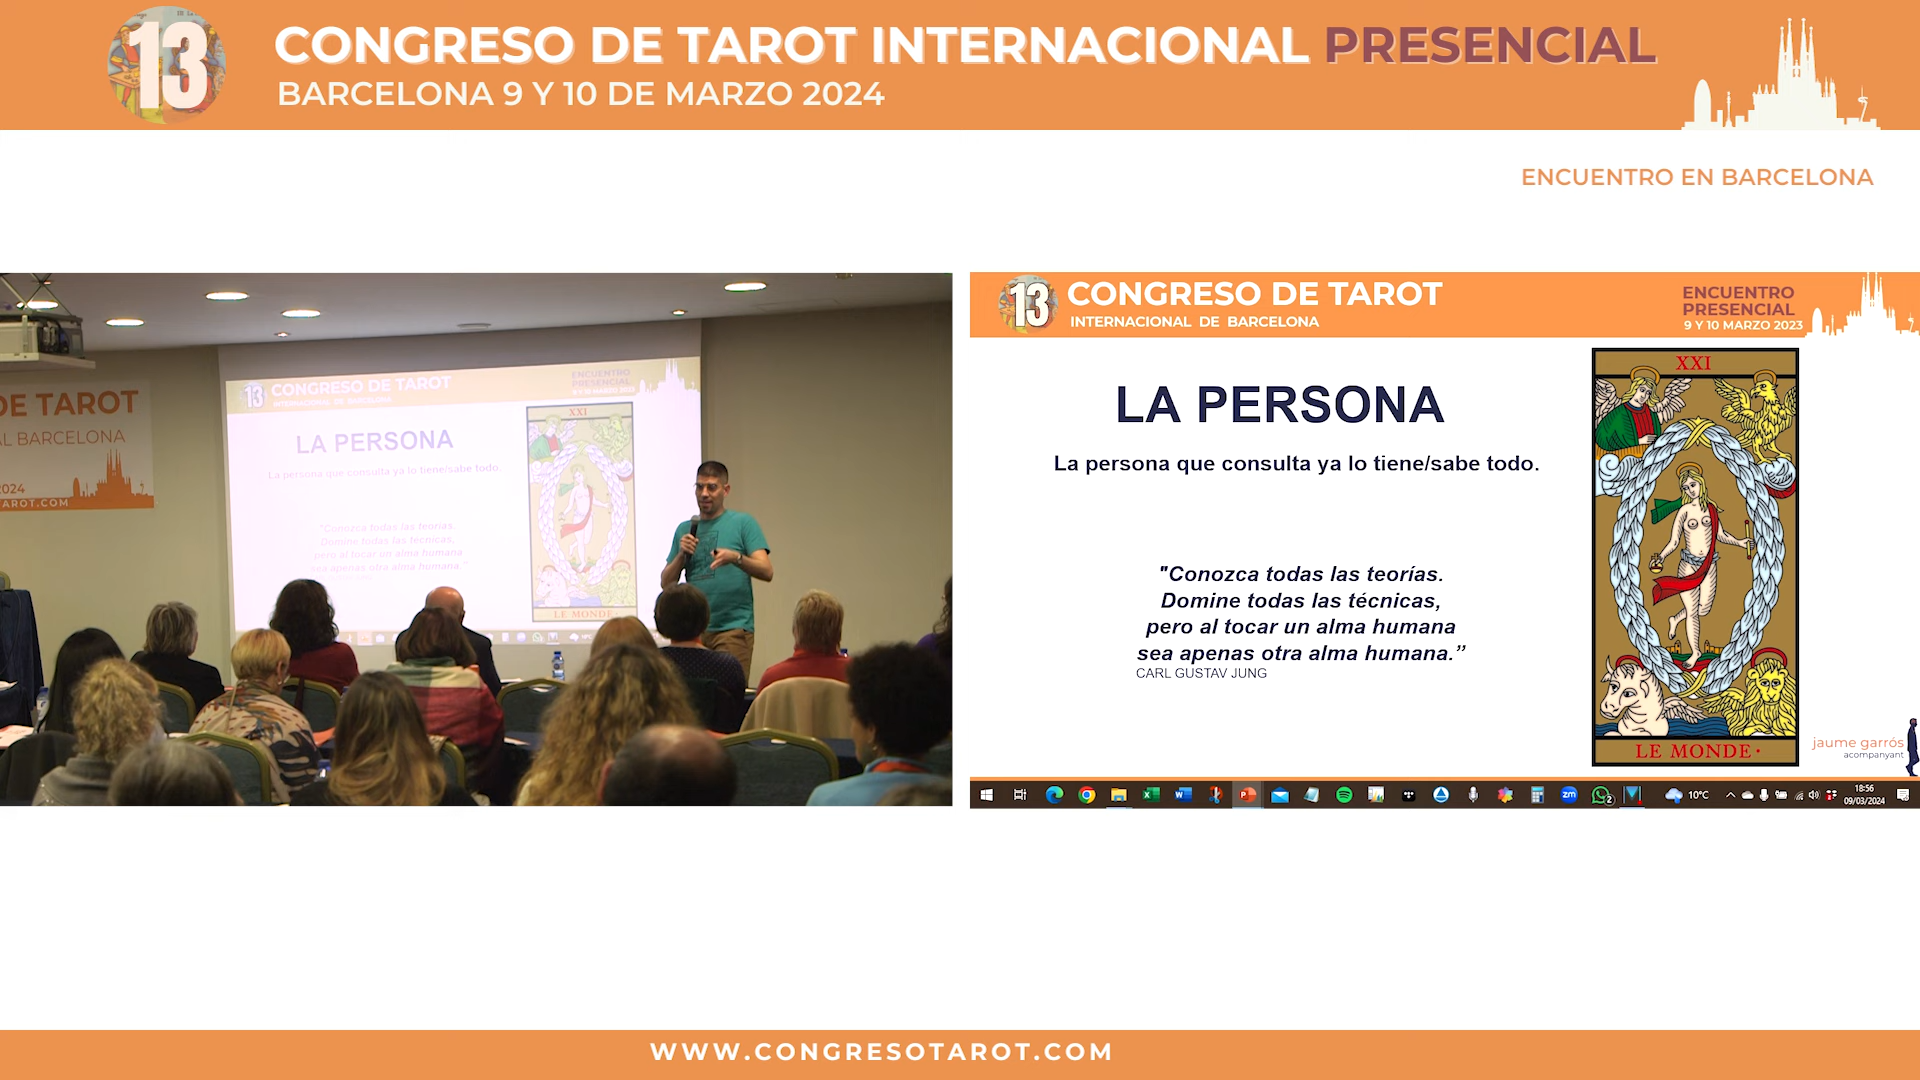 13
CONGRESO DE TAROT INTERNACIONAL PRESENCIAL
BARCELONA 9 Y 10 DE MARZO 2024
ENCUENTRO EN BARCELONA
DE TAROT
AL BARCELONA
2024
TAROT.COM
13
CONGRESO DE TAROT
INTERNACIONAL DE BARCELONA
ENCUENTRO
PRESENCIAL
XXI
LA PERSONA
La persona que consulta ya lo tiene/sabe todo.
"Conozca todas las teorías.
Domine todas las técnicas,
pero al tocar un alma humana
sea apenas otra alma humana."
LE MONDE·
13
CONGRESO DE TAROT
INTERNACIONAL DE BARCELONA
ENCUENTRO
PRESENCIAL
9 Y 10 MARZO 2023
XXI
LA PERSONA
La persona que consulta ya lo tiene/sabe todo.
"Conozca todas las teorías.
Domine todas las técnicas,
pero al tocar un alma humana
sea apenas otra alma humana.”
CARL GUSTAV JUNG
LE MONDE·
jaume garrós
acompanyant
10°C
18:56
09/03/2024
WWW.CONGRESOTAROT.COM